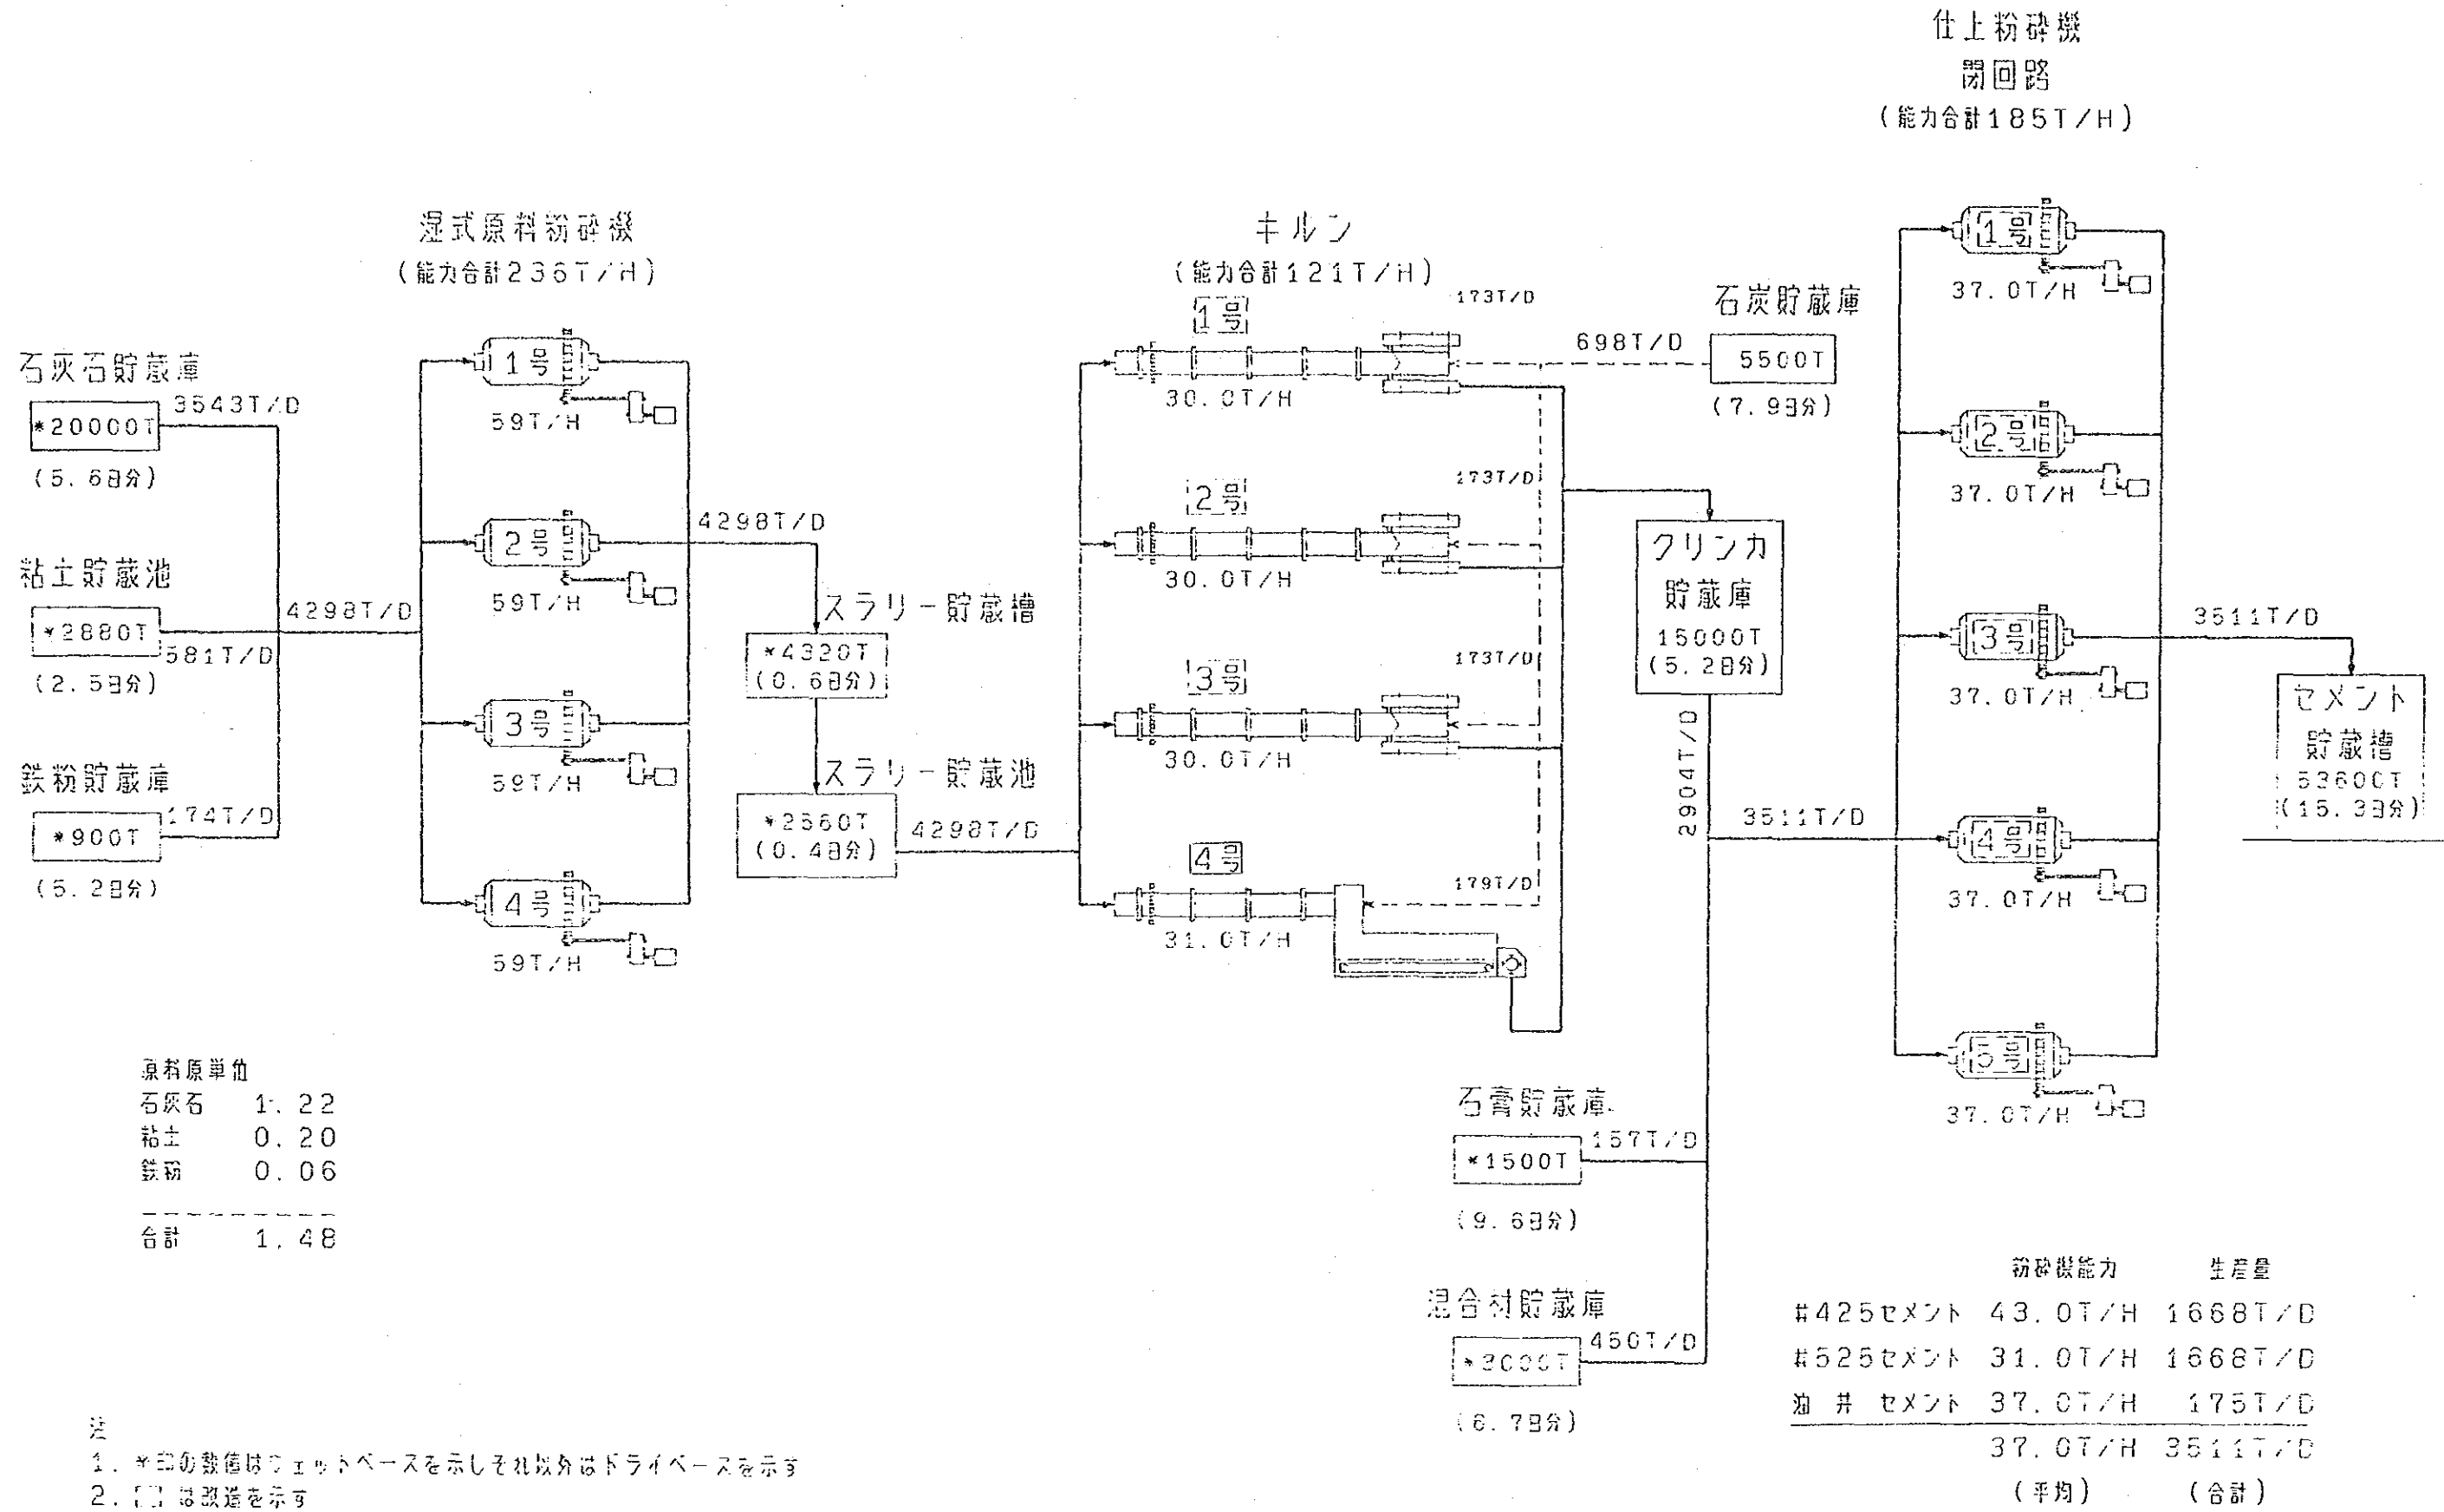 仕上粉砕機
閉回路
(能力合計185T/H)
湿式原料粉砕機
(能力合計236T/H)
キルン
(能力合計121T/H)
石灰石貯蔵庫
3543T/D
*20000T
(5.6日分)
粘土貯蔵池
*2880T
581T/D
(2.5日分)
鉄粉貯蔵庫
174T/D
*900T
(5.2日分)
4298T/D
1号
59T/H
2号
59T/H
3号
59T/H
4号
59T/H
4298T/D
スラリー貯蔵槽
*4320T
(0.6日分)
スラリー貯蔵池
*2560T
(0.4日分)
4298T/D
1号
173T/D
30.0T/H
2号
173T/D
30.0T/H
3号
173T/D
30.0T/H
4号
179T/D
31.0T/H
698T/D
石炭貯蔵庫
5500T
(7.9日分)
クリンカ
貯蔵庫
15000T
(5.2日分)
2904T/D
3511T/D
石膏貯蔵庫
157T/D
*1500T
(9.6日分)
混合材貯蔵庫
450T/D
*3000T
(6.7日分)
1号
37.0T/H
2号
37.0T/H
3号
37.0T/H
4号
37.0T/H
5号
37.0T/H
3511T/D
セメント
貯蔵槽
53600T
(15.3日分)
原料原単位
石灰石 1.22
粘土 0.20
鉄粉 0.06
合計 1.48
粉砕機能力 生産量
#425セメント 43.0T/H 1668T/D
#525セメント 31.0T/H 1668T/D
油井 セメント 37.0T/H 175T/D
37.0T/H 3511T/D
(平均) (合計)
注
1. *印の数値はウェットベースを示しそれ以外はドライベースを示す
2. [ ] は改造を示す